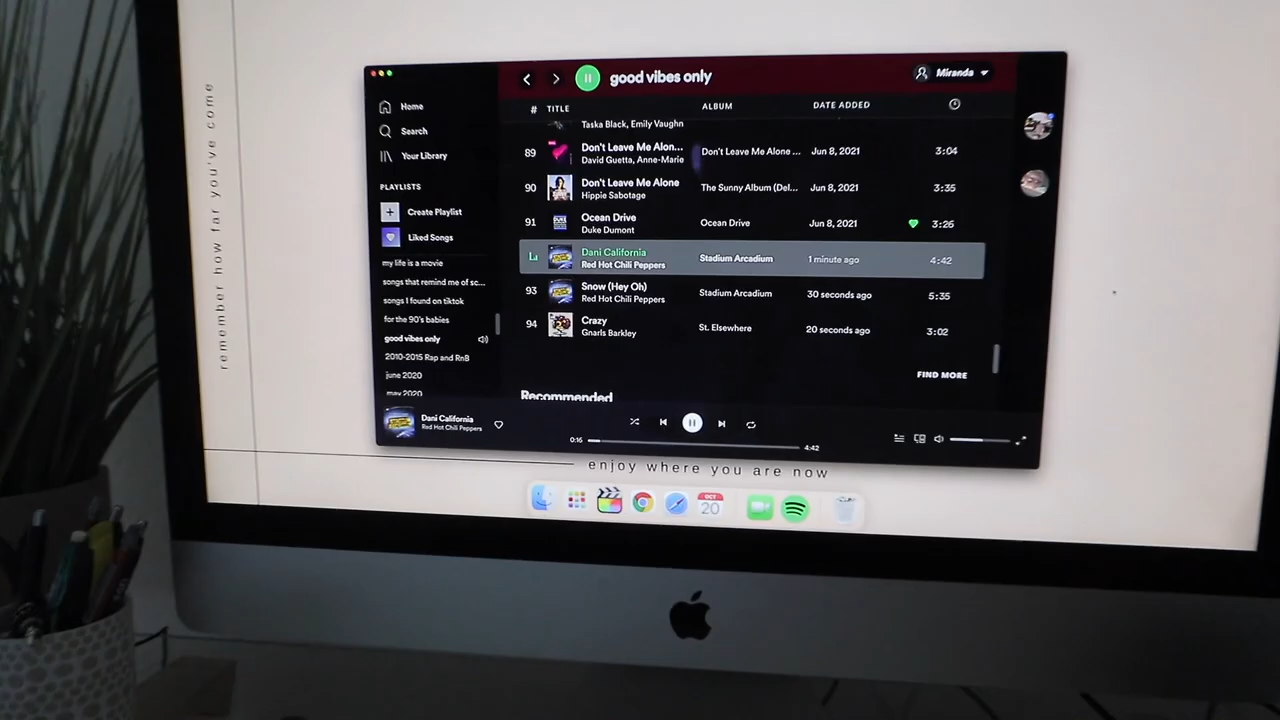 remember how far you've come
good vibes only
Miranda
Home
Search
Your Library
PLAYLISTS
Create Playlist
Liked Songs
my life is a movie
songs that remind me of sc...
songs I found on tiktok
for the 90's babies
good vibes only
2010-2015 Rap and RnB
june 2020
may 2020
# TITLE ALBUM DATE ADDED
Taska Black, Emily Vaughn
89 Don't Leave Me Alon... Don't Leave Me Alone ... Jun 8, 2021 3:04
David Guetta, Anne-Marie
90 Don't Leave Me Alone The Sunny Album (Del... Jun 8, 2021 3:35
Hippie Sabotage
91 Ocean Drive Ocean Drive Jun 8, 2021 3:26
Duke Dumont
Dani California Stadium Arcadium 1 minute ago 4:42
Red Hot Chili Peppers
93 Snow (Hey Oh) Stadium Arcadium 30 seconds ago 5:35
Red Hot Chili Peppers
94 Crazy St. Elsewhere 20 seconds ago 3:02
Gnarls Barkley
FIND MORE
Recommended
Dani California
Red Hot Chili Peppers
0:16 4:42
enjoy where you are now
OCT
20